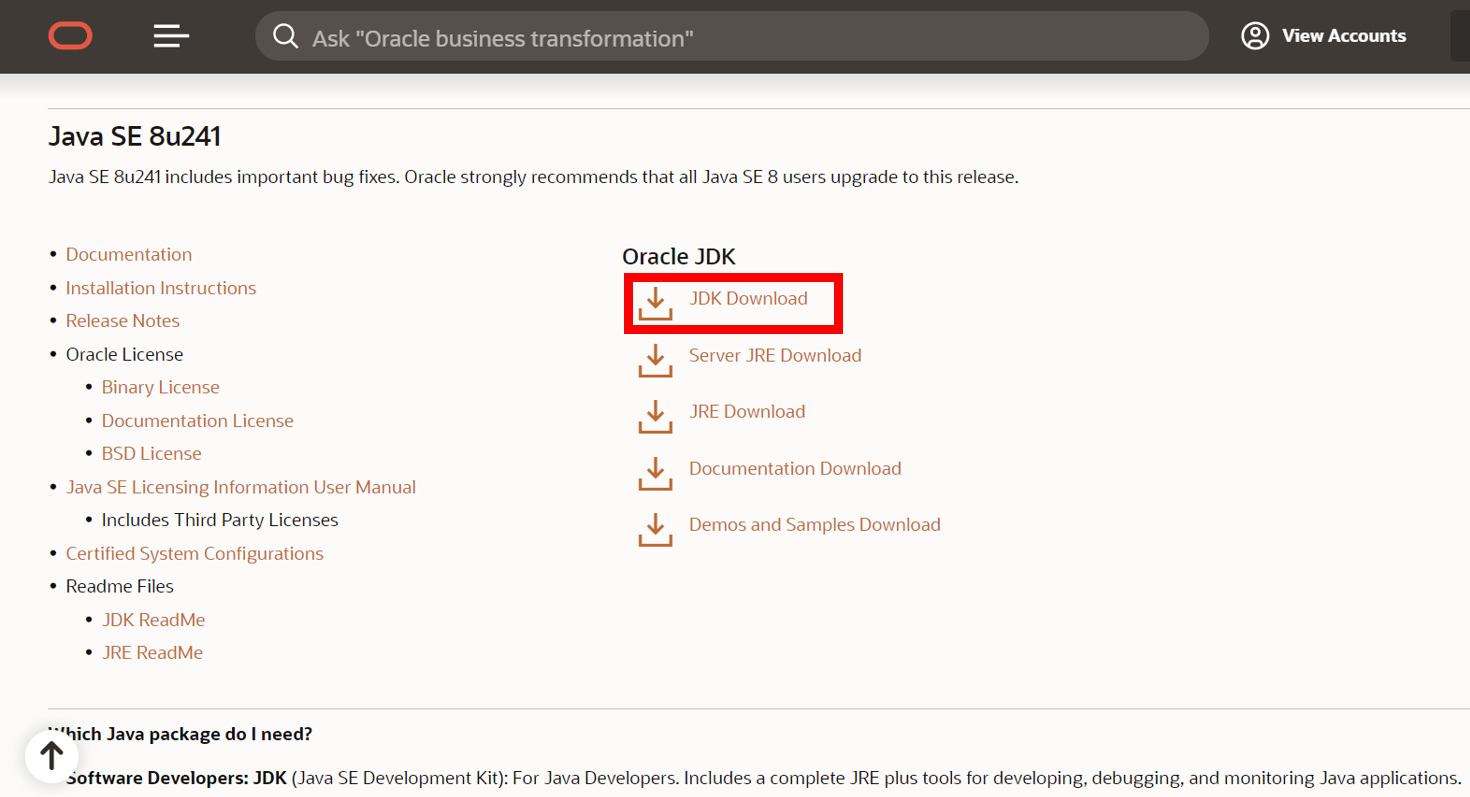 Ask "Oracle business transformation"
View Accounts
Java SE 8u241
Java SE 8u241 includes important bug fixes. Oracle strongly recommends that all Java SE 8 users upgrade to this release.
• Documentation
• Installation Instructions
• Release Notes
• Oracle License
• Binary License
• Documentation License
• BSD License
• Java SE Licensing Information User Manual
• Includes Third Party Licenses
• Certified System Configurations
• Readme Files
• JDK ReadMe
• JRE ReadMe
Oracle JDK
JDK Download
Server JRE Download
JRE Download
Documentation Download
Demos and Samples Download
Which Java package do I need?
Software Developers: JDK (Java SE Development Kit): For Java Developers. Includes a complete JRE plus tools for developing, debugging, and monitoring Java applications.